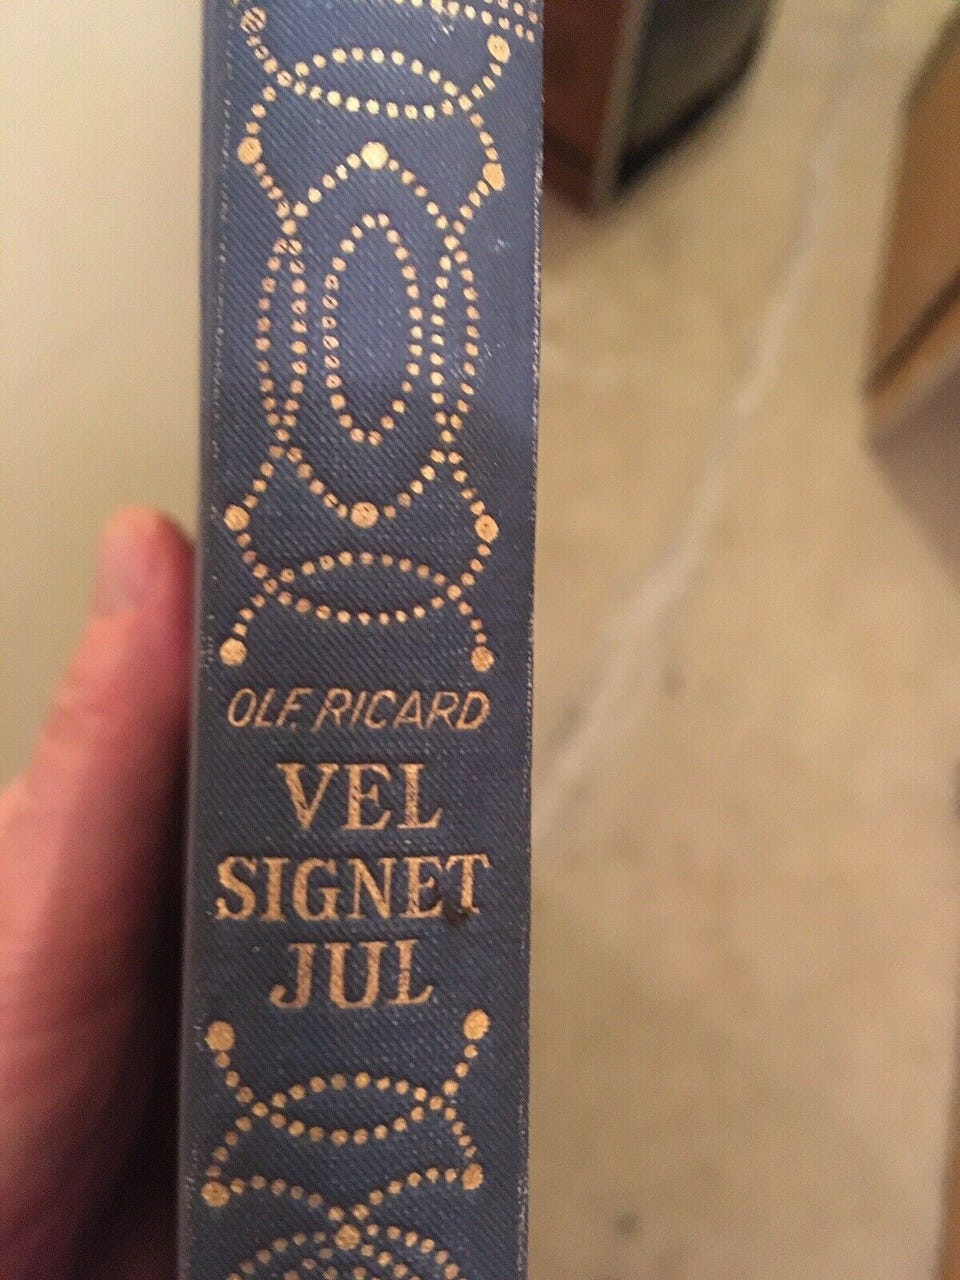 OLF. RICARD
VEL
SIGNET
JUL